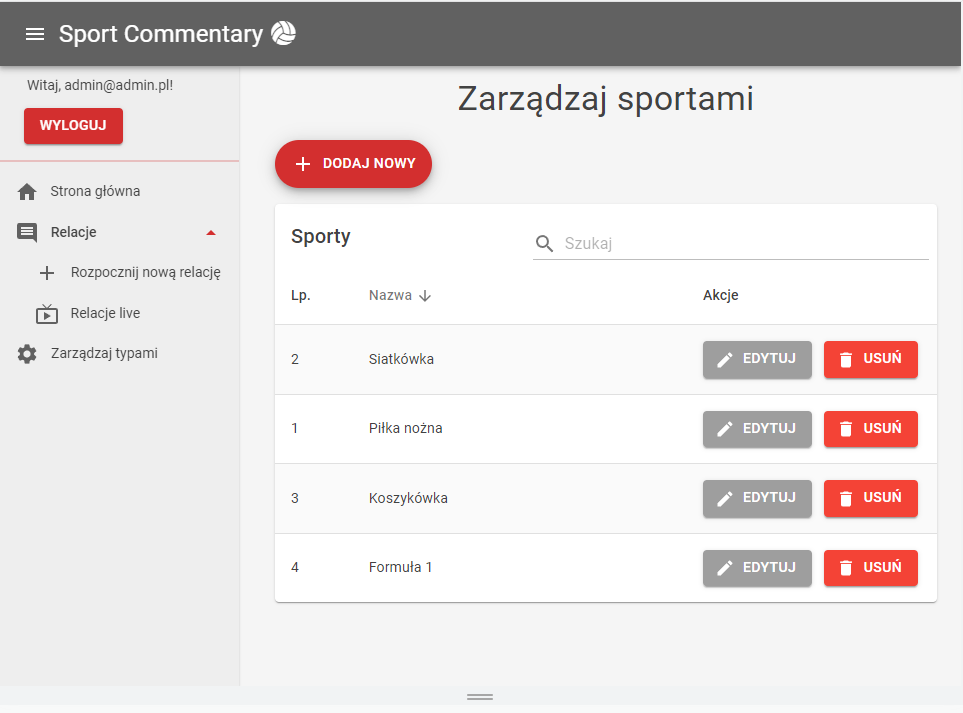 Sport Commentary
Witaj, admin@admin.pl!
WYLOGUJ
Strona główna
Relacje
Rozpocznij nową relację
Relacje live
Zarządzaj typami
Zarządzaj sportami
DODAJ NOWY
Sporty
Szukaj
Lp. Nazwa Akcje
2 Siatkówka EDYTUJ USUŃ
1 Piłka nożna EDYTUJ USUŃ
3 Koszykówka EDYTUJ USUŃ
4 Formuła 1 EDYTUJ USUŃ